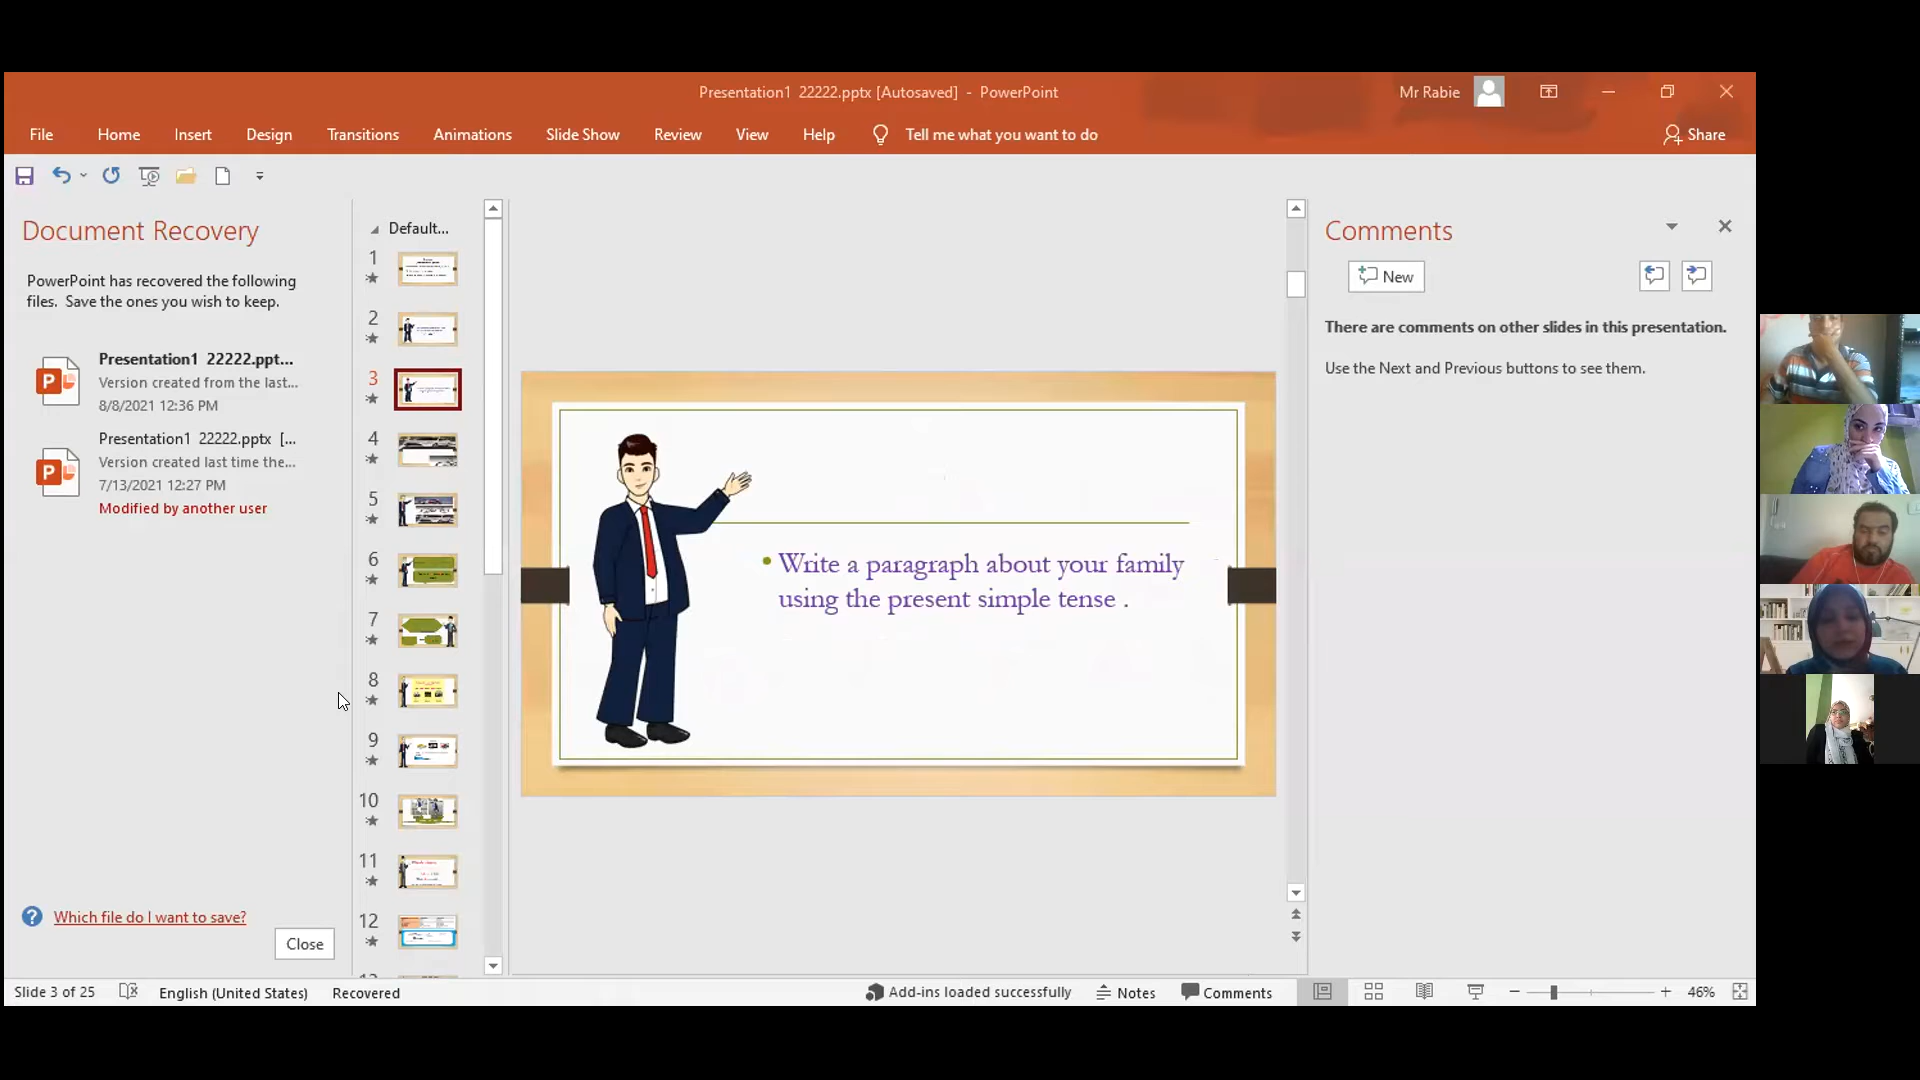 Presentation1 22222.pptx [Autosaved] - PowerPoint
Mr Rabie
File Home Insert Design Transitions Animations Slide Show Review View Help Tell me what you want to do
Share
Document Recovery
PowerPoint has recovered the following
files. Save the ones you wish to keep.
Presentation1 22222.ppt...
Version created from the last...
8/8/2021 12:36 PM
Presentation1 22222.pptx [...
Version created last time the...
7/13/2021 12:27 PM
Modified by another user
Which file do I want to save?
Close
Default...
1
2
3
4
5
6
7
8
9
10
11
12
Write a paragraph about your family
using the present simple tense .
Comments
New
There are comments on other slides in this presentation.
Use the Next and Previous buttons to see them.
Slide 3 of 25 English (United States) Recovered Add-ins loaded successfully Notes Comments 46%